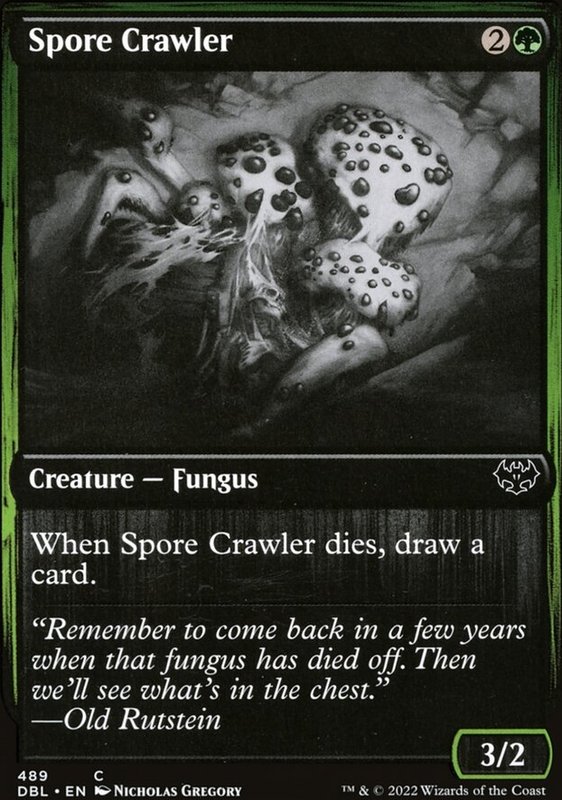 Spore Crawler 2
Creature — Fungus
When Spore Crawler dies, draw a
card.
“Remember to come back in a few years
when that fungus has died off. Then
we’ll see what’s in the chest.”
—Old Rutstein
3/2
489 C
DBL • EN Nicholas Gregory
™ & © 2022 Wizards of the Coast